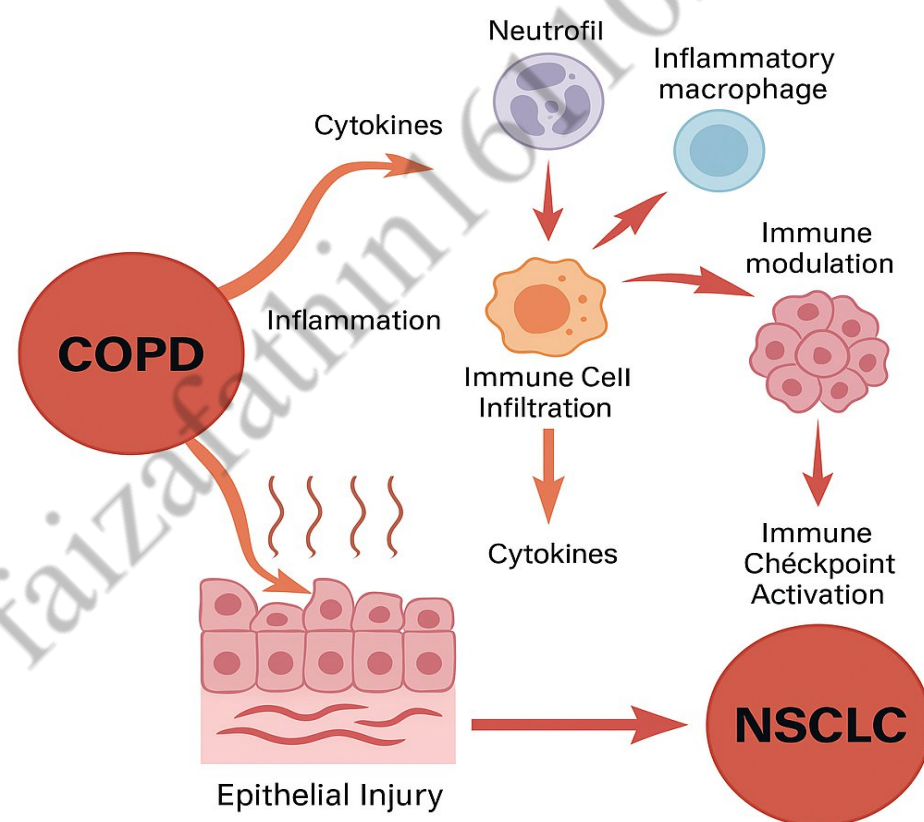 Neutrofil
Inflammatory
macrophage
Cytokines
Immune
modulation
Inflammation
COPD
Immune Cell
Infiltration
Cytokines
Immune
Chéckpoint
Activation
NSCLC
Epithelial Injury